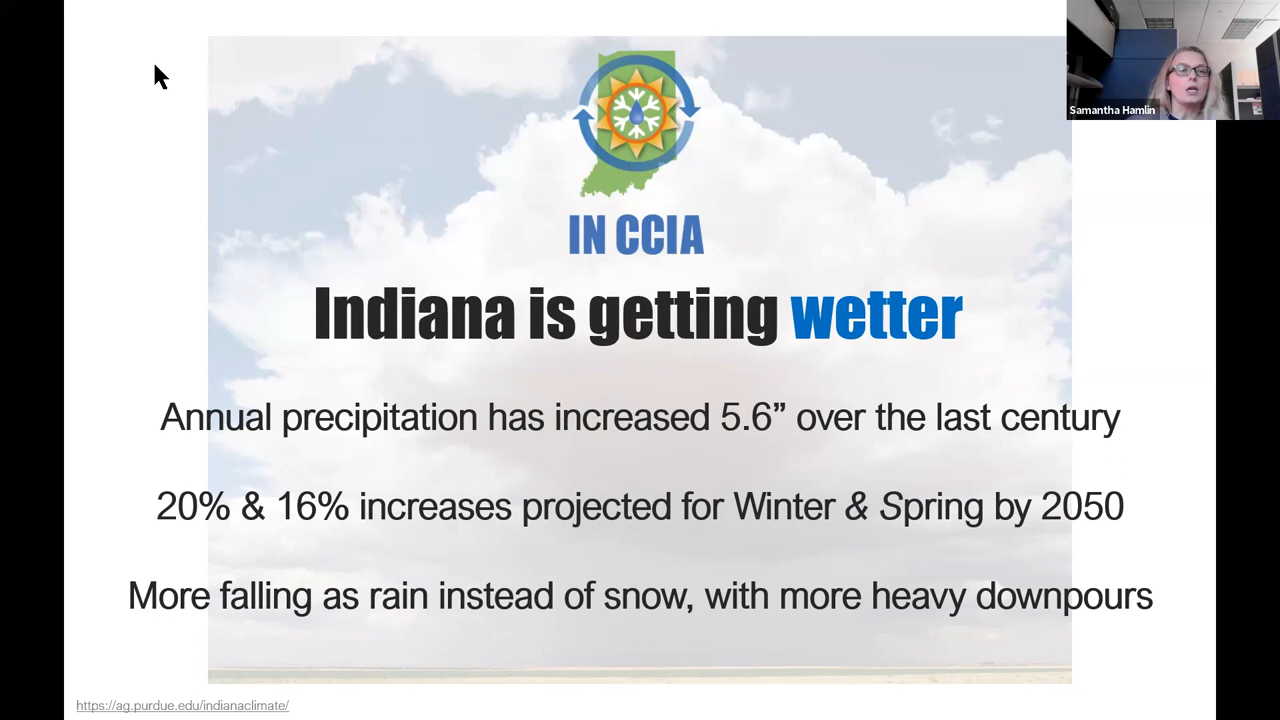 Samantha Hamlin
IN CCIA
Indiana is getting wetter
Annual precipitation has increased 5.6” over the last century
20% & 16% increases projected for Winter & Spring by 2050
More falling as rain instead of snow, with more heavy downpours
https://ag.purdue.edu/indianaclimate/